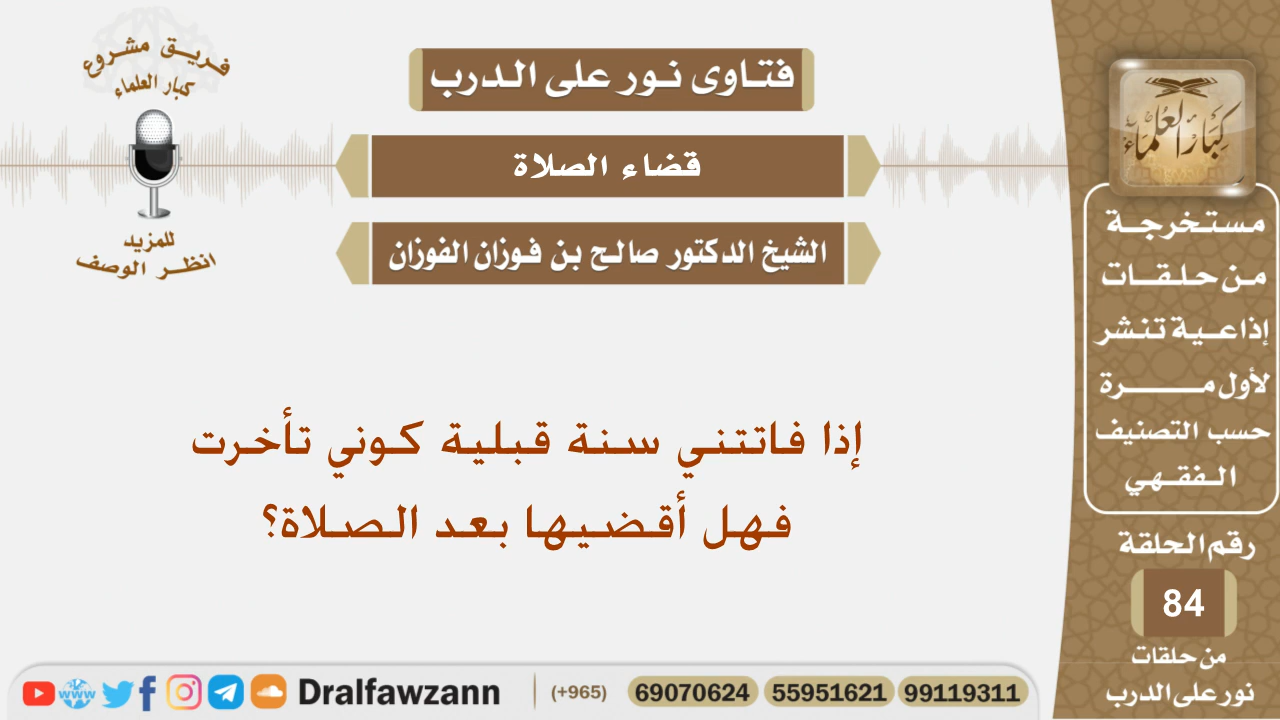 فريق مشروع
كبار العلماء
للمزيد
انظر الوصف
فتاوى نور على الدرب
قضاء الصلاة
الشيخ الدكتور صالح بن فوزان الفوزان
إذا فاتتني سنة قبلية كوني تأخرت
فهل أقضيها بعد الصلاة؟
كبار العلماء
مستخرجة
من حلقات
إذاعية تنشر
لأول مرة
حسب التصنيف
الفقهي
رقم الحلقة
84
من حلقات
نور على الدرب
www
Dralfawzann
(+965)
69070624
55951621
99119311